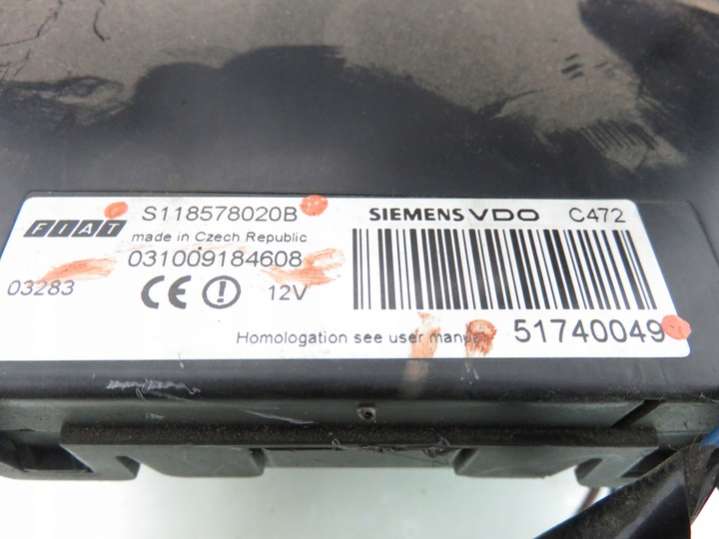 FIAT S118578020B SIEMENS VDO C472
made in Czech Republic
031009184608
03283 CE 12V
Homologation see user manual 51740049